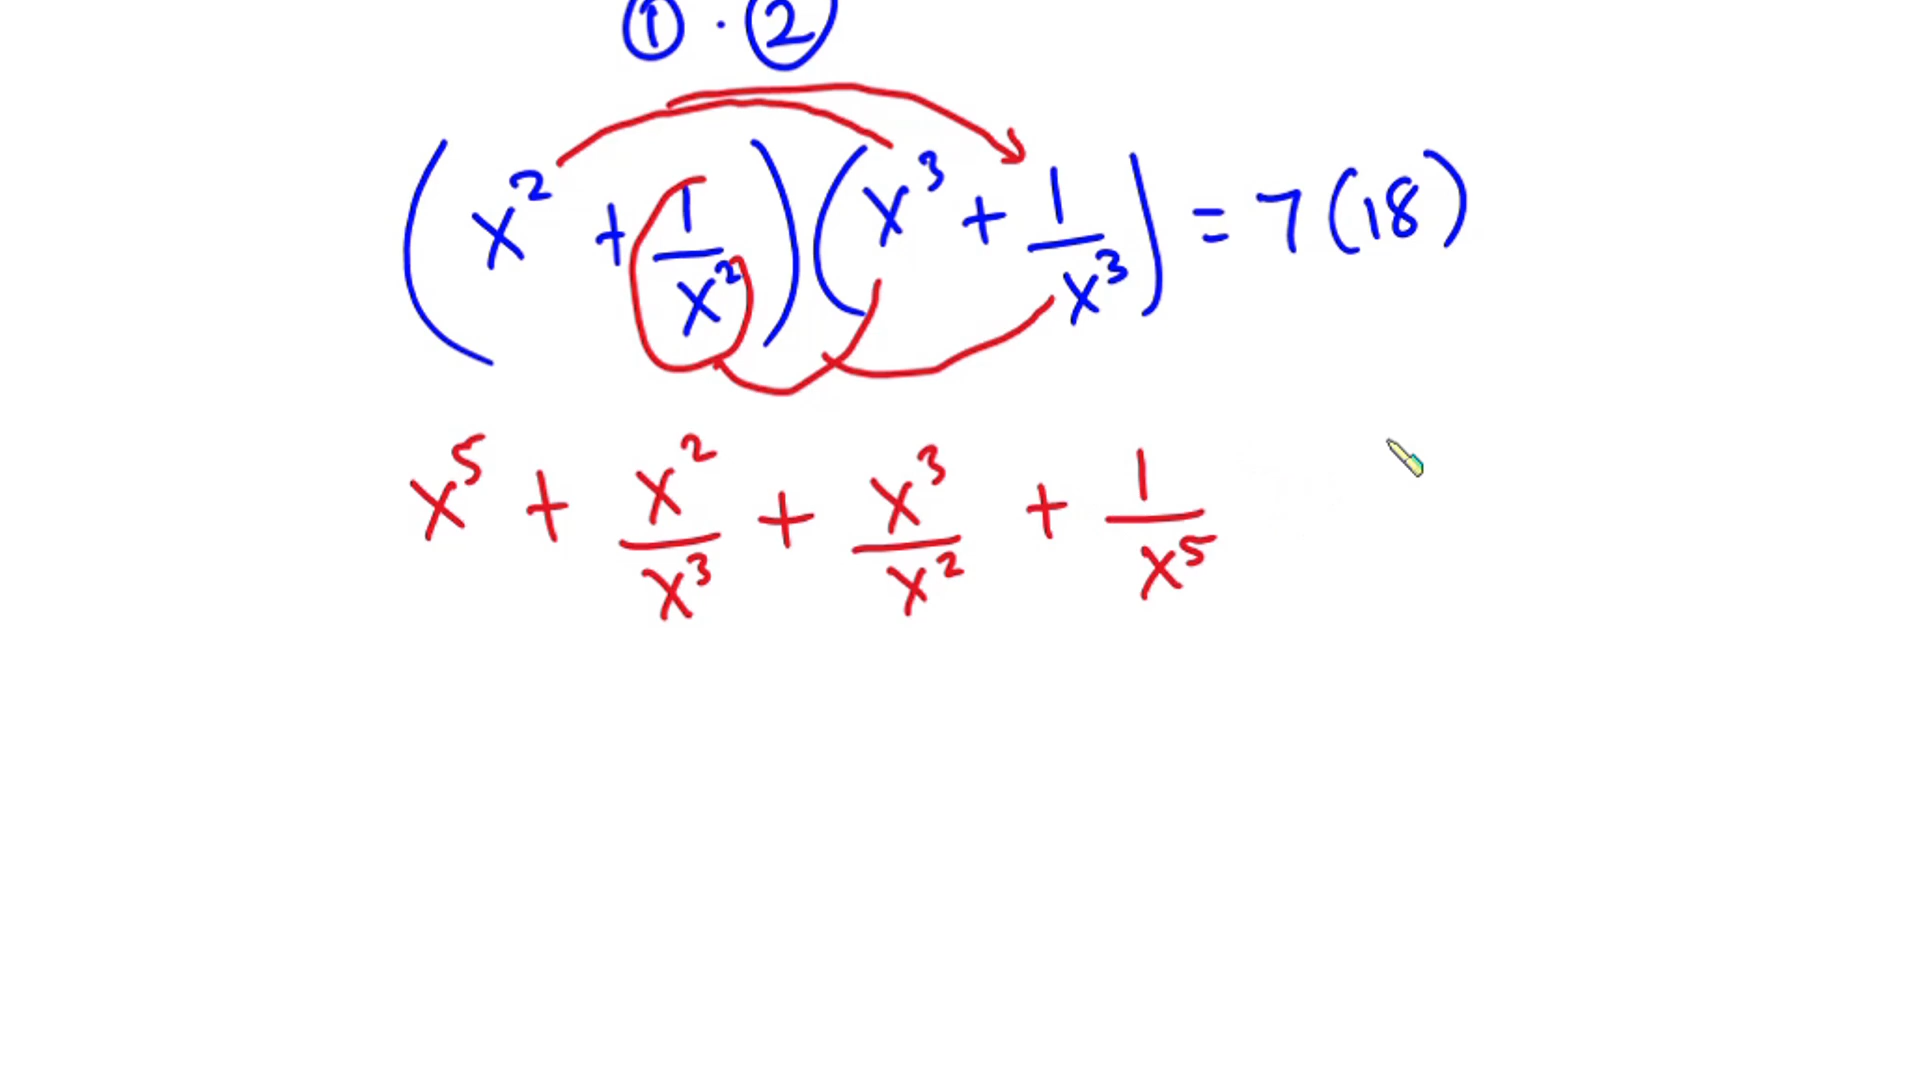 ① · ②
(x² + 1/x²)(x³ + 1/x³) = 7(18)
x⁵ + x²/x³ + x³/x² + 1/x⁵